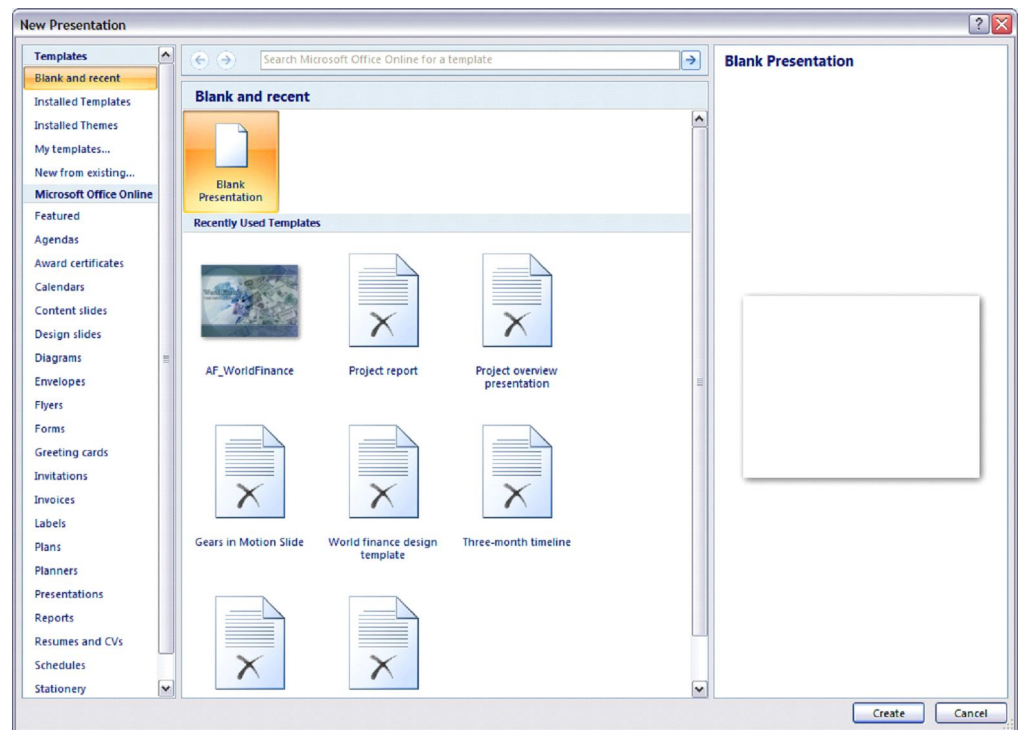 New Presentation
Templates
Blank and recent
Installed Templates
Installed Themes
My templates...
New from existing...
Microsoft Office Online
Featured
Agendas
Award certificates
Calendars
Content slides
Design slides
Diagrams
Envelopes
Flyers
Forms
Greeting cards
Invitations
Invoices
Labels
Plans
Planners
Presentations
Reports
Resumes and CVs
Schedules
Stationery
Search Microsoft Office Online for a template
Blank and recent
Blank
Presentation
Recently Used Templates
AF_WorldFinance
Project report
Project overview
presentation
Gears in Motion Slide
World finance design
template
Three-month timeline
Blank Presentation
Create
Cancel